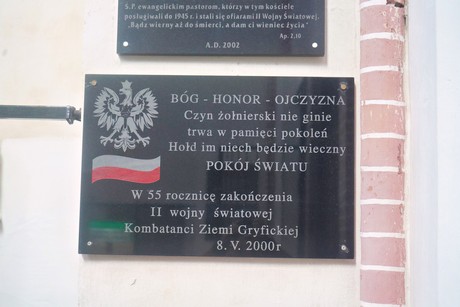 Ś.P. ewangelickim pastorom, którzy w tym kościele
posługiwali do 1945 r. i stali się ofiarami II Wojny Światowej.
„Bądź wierny aż do śmierci, a dam ci wieniec życia"
Ap. 2,10
A.D. 2002
BÓG - HONOR - OJCZYZNA
Czyn żołnierski nie ginie
trwa w pamięci pokoleń
Hołd im niech będzie wieczny
POKÓJ ŚWIATU
W 55 rocznicę zakończenia
II wojny światowej
Kombatanci Ziemi Gryfickiej
8. V. 2000r